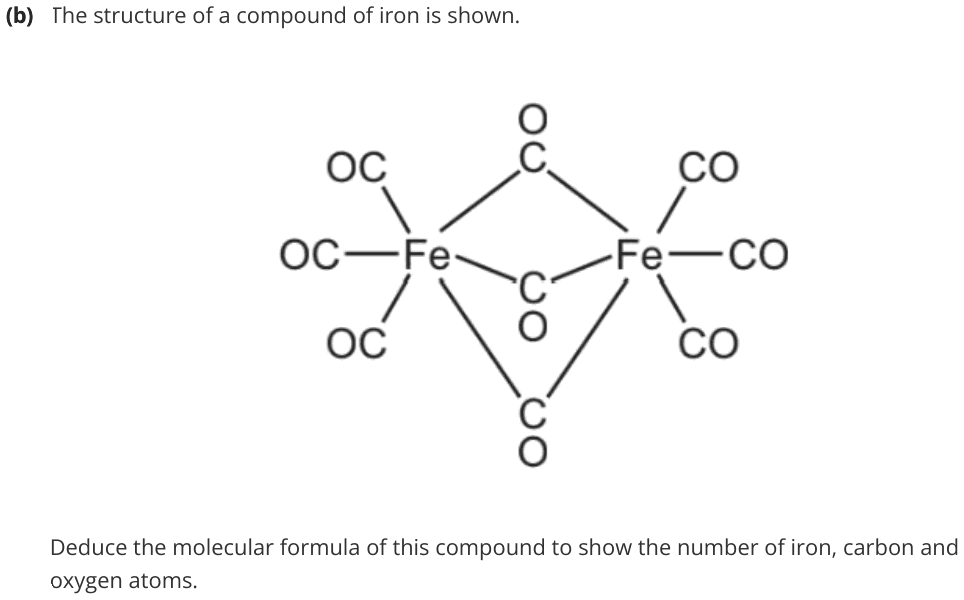 (b) The structure of a compound of iron is shown.
O
C
OC CO
OC Fe Fe CO
C
O
OC CO
C
O
Deduce the molecular formula of this compound to show the number of iron, carbon and
oxygen atoms.